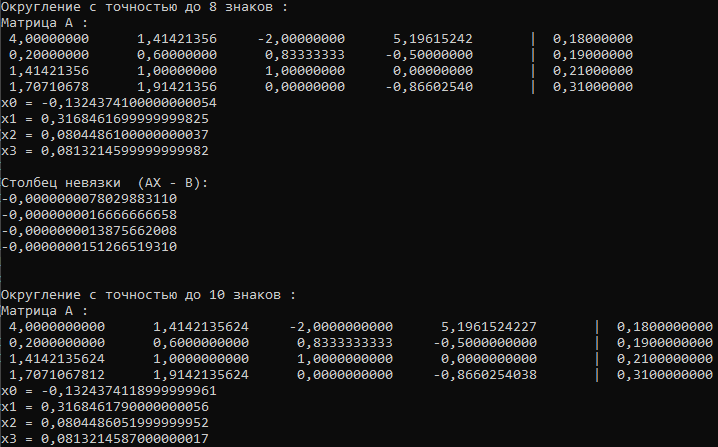 Округление с точностью до 8 знаков :
Матрица A :
4,00000000 1,41421356 -2,00000000 5,19615242 | 0,18000000
0,20000000 0,60000000 0,83333333 -0,50000000 | 0,19000000
1,41421356 1,00000000 1,00000000 0,00000000 | 0,21000000
1,70710678 1,91421356 0,00000000 -0,86602540 | 0,31000000
x0 = -0,1324374100000000054
x1 = 0,3168461699999999825
x2 = 0,0804486100000000037
x3 = 0,0813214599999999982
Столбец невязки (AX - B):
-0,0000000078029883110
-0,0000000016666666658
-0,0000000013875662008
-0,0000000151266519310
Округление с точностью до 10 знаков :
Матрица A :
4,0000000000 1,4142135624 -2,0000000000 5,1961524227 | 0,1800000000
0,2000000000 0,6000000000 0,8333333333 -0,5000000000 | 0,1900000000
1,4142135624 1,0000000000 1,0000000000 0,0000000000 | 0,2100000000
1,7071067812 1,9142135624 0,0000000000 -0,8660254038 | 0,3100000000
x0 = -0,1324374118999999961
x1 = 0,3168461790000000056
x2 = 0,0804486051999999952
x3 = 0,0813214587000000017